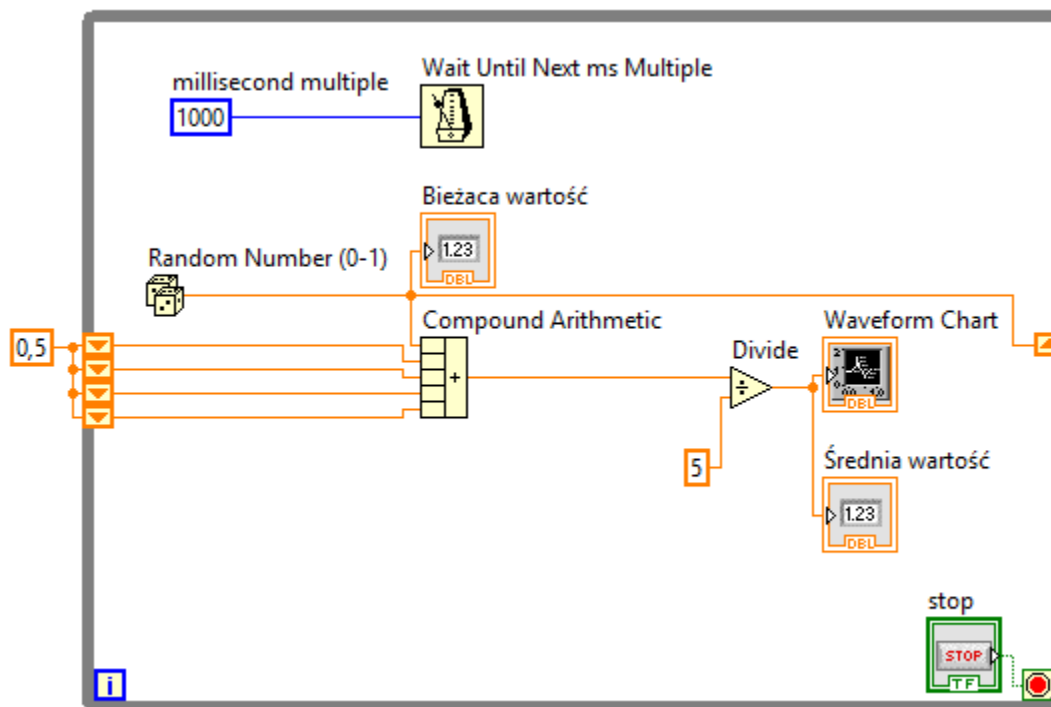 millisecond multiple
1000
Wait Until Next ms Multiple
Bieżaca wartość
1.23
DBL
Random Number (0-1)
0,5
Compound Arithmetic
+
Divide
÷
5
Waveform Chart
DBL
Średnia wartość
1.23
DBL
stop
STOP
TF
i